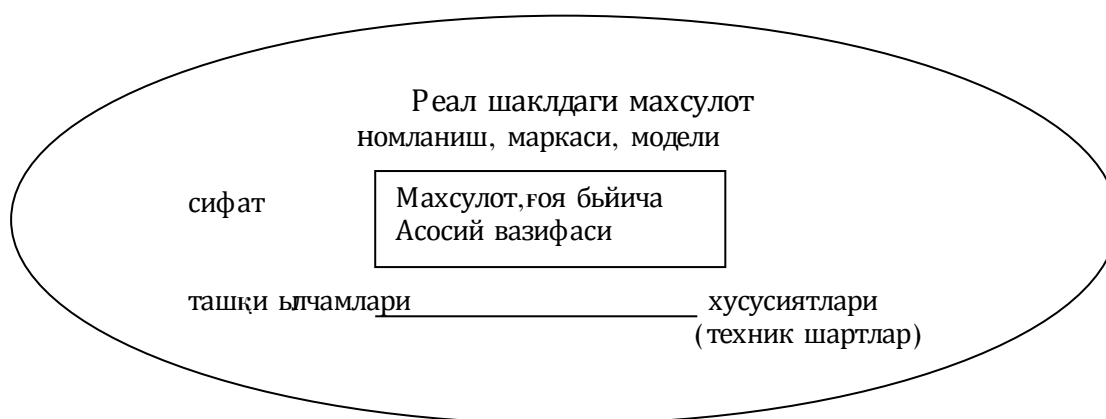 Реал шаклдаги махсулот
номланиш, маркаси, модели
сифат
Махсулот,ғоя бьйича
Асосий вазифаси
ташқи ылчамлари
хусусиятлари
(техник шартлар)